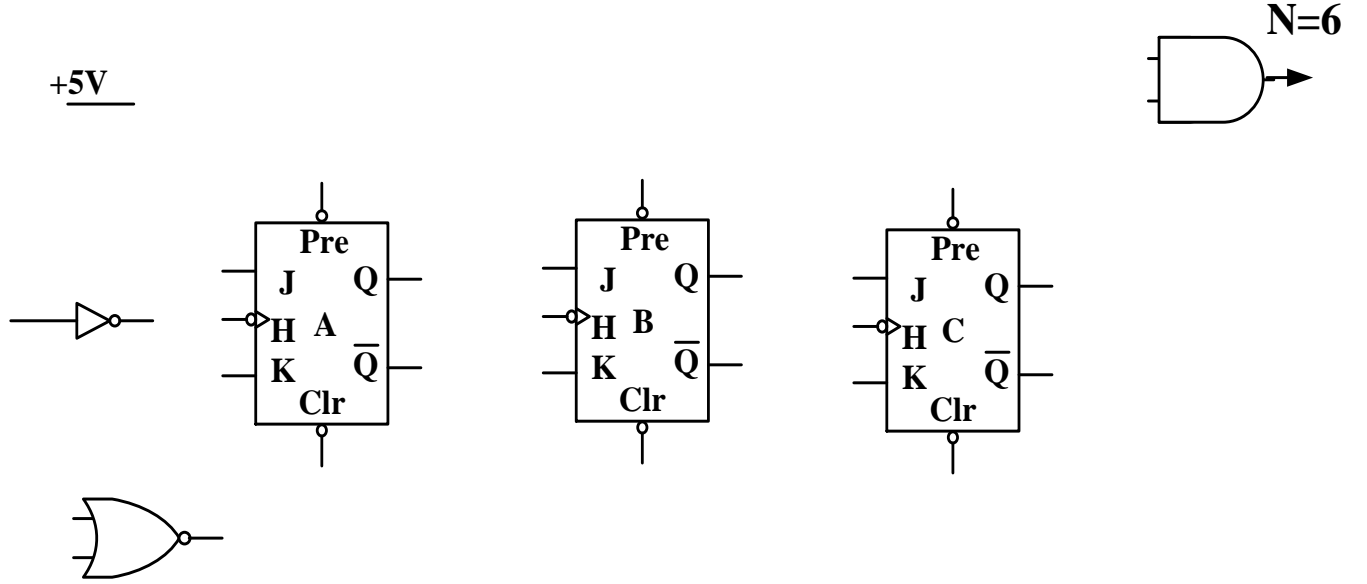 N=6
+5V
Pre
J Q
H A
K Q̅
Clr
Pre
J Q
H B
K Q̅
Clr
Pre
J Q
H C
K Q̅
Clr